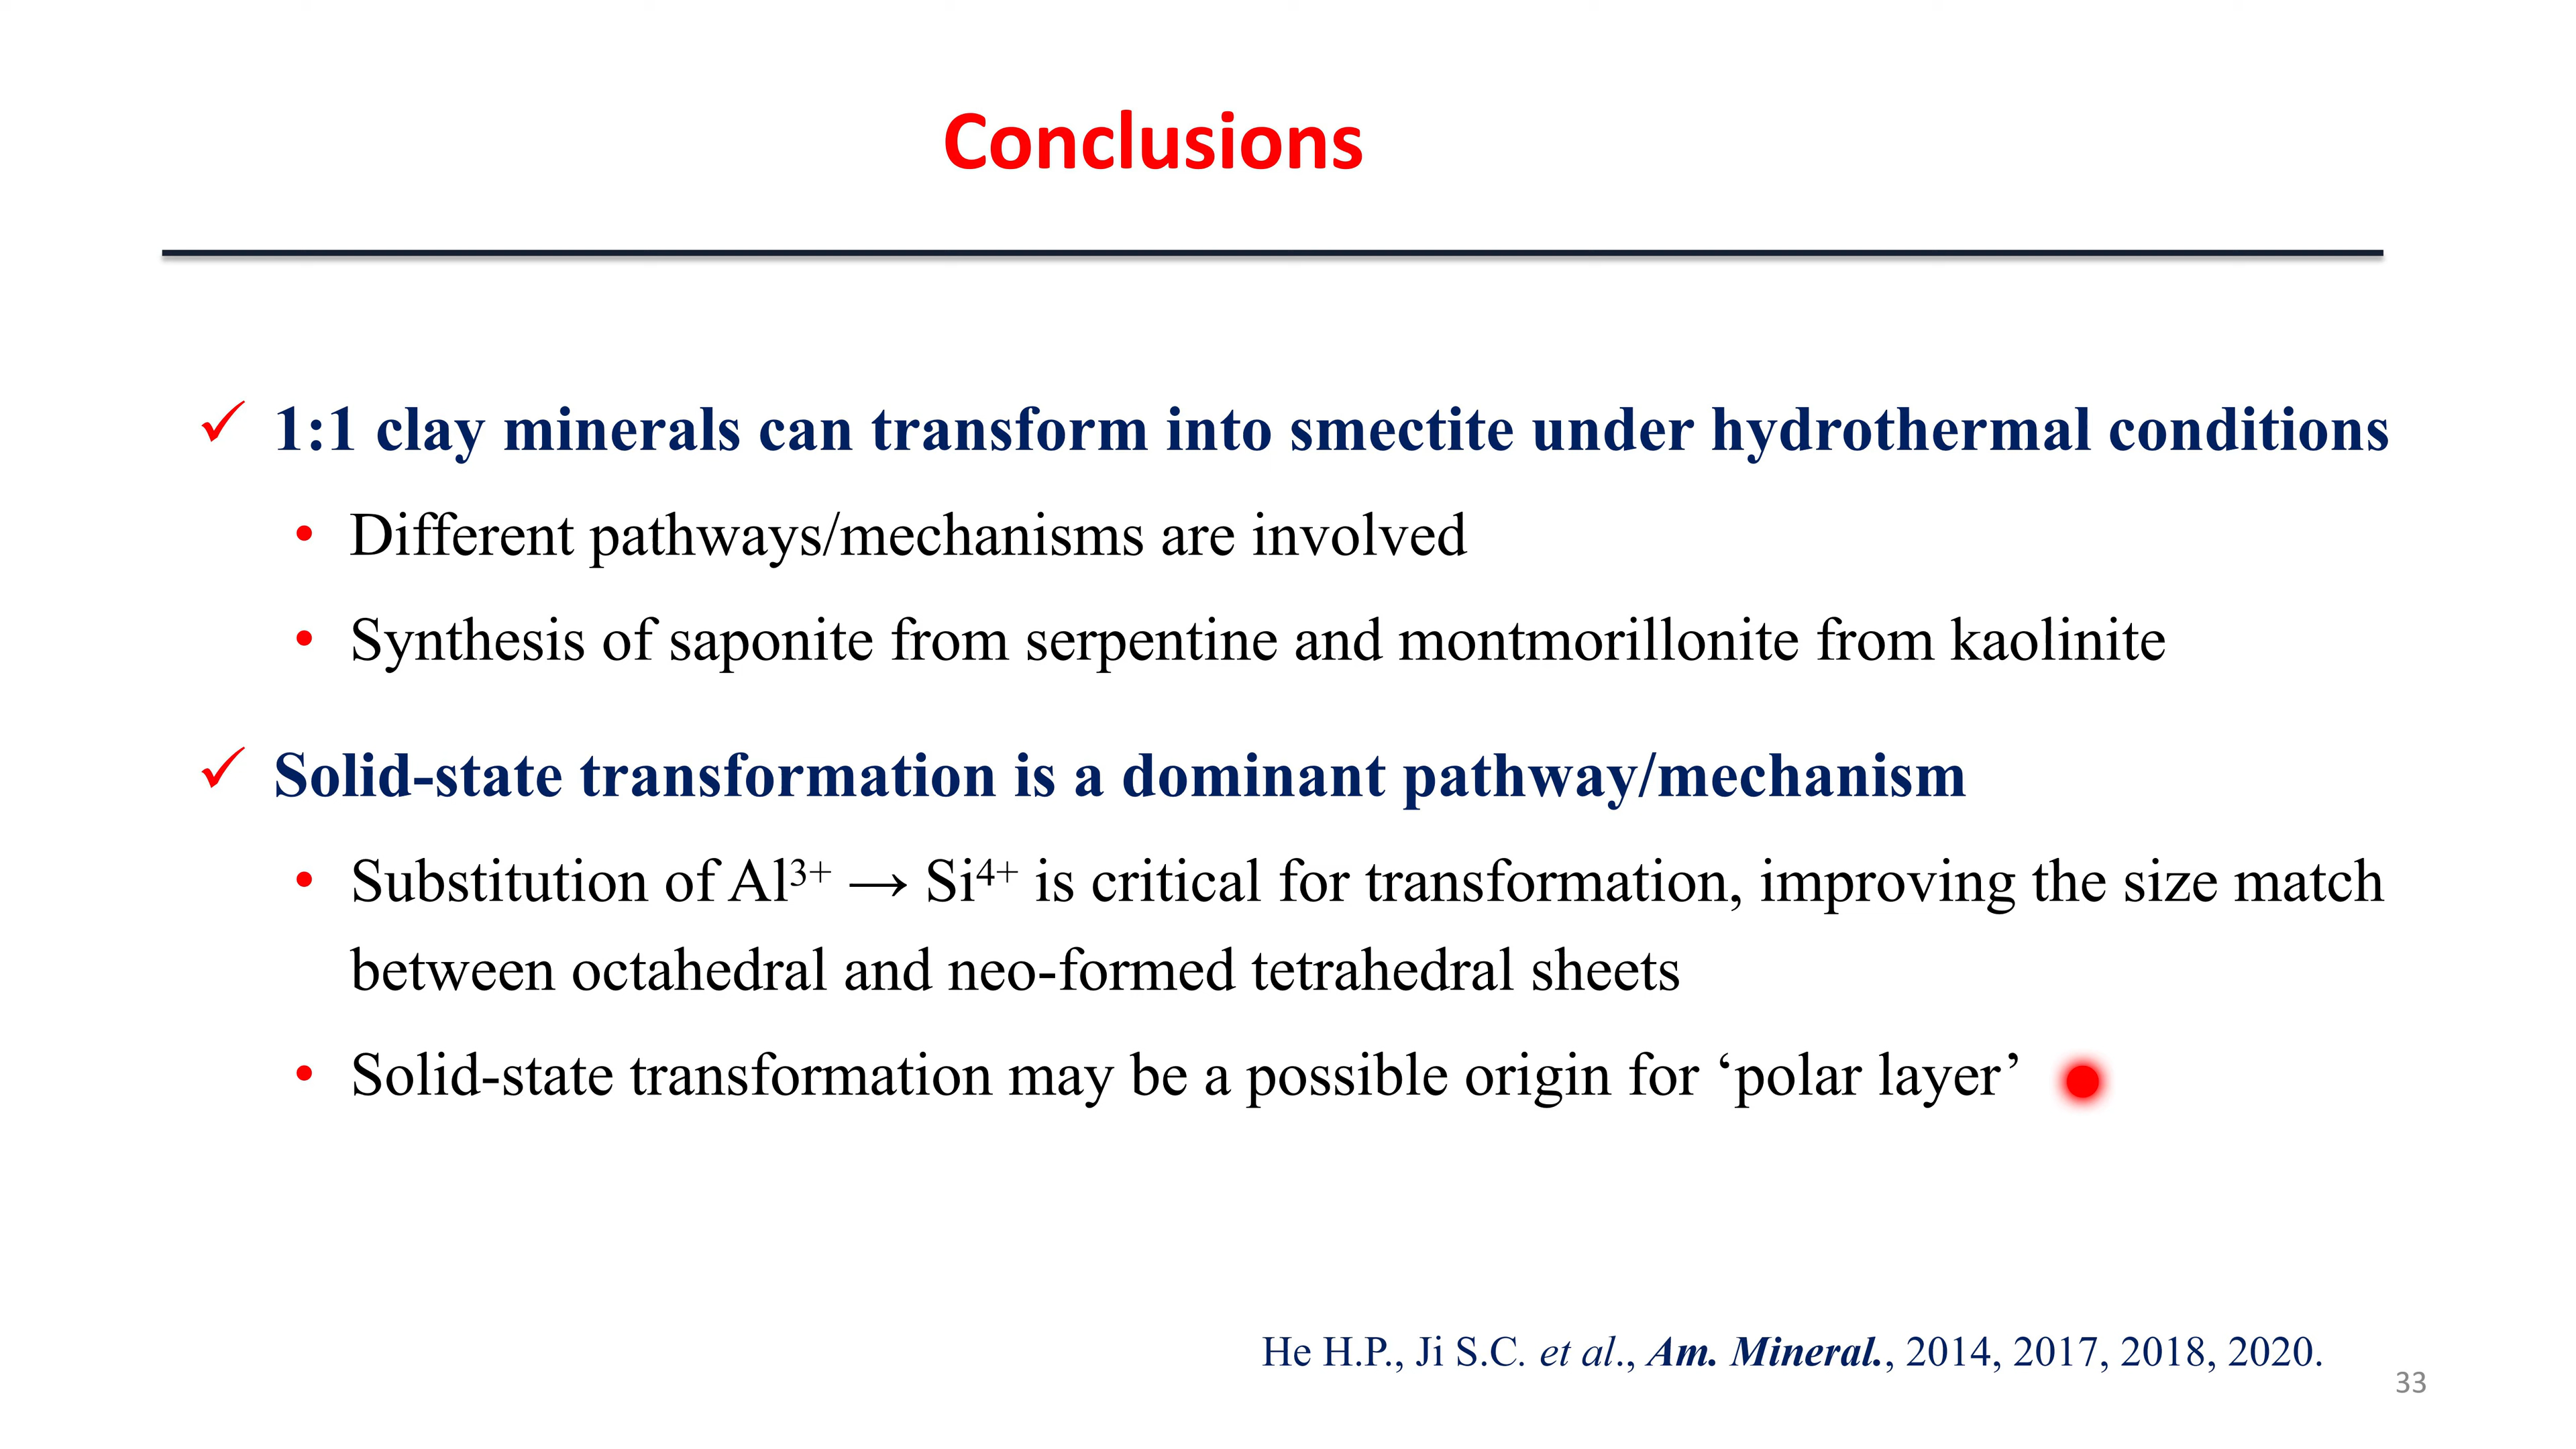 Conclusions
✓ 1:1 clay minerals can transform into smectite under hydrothermal conditions
• Different pathways/mechanisms are involved
• Synthesis of saponite from serpentine and montmorillonite from kaolinite
✓ Solid-state transformation is a dominant pathway/mechanism
• Substitution of Al³⁺ → Si⁴⁺ is critical for transformation, improving the size match
between octahedral and neo-formed tetrahedral sheets
• Solid-state transformation may be a possible origin for ‘polar layer’
He H.P., Ji S.C. et al., Am. Mineral., 2014, 2017, 2018, 2020.
33